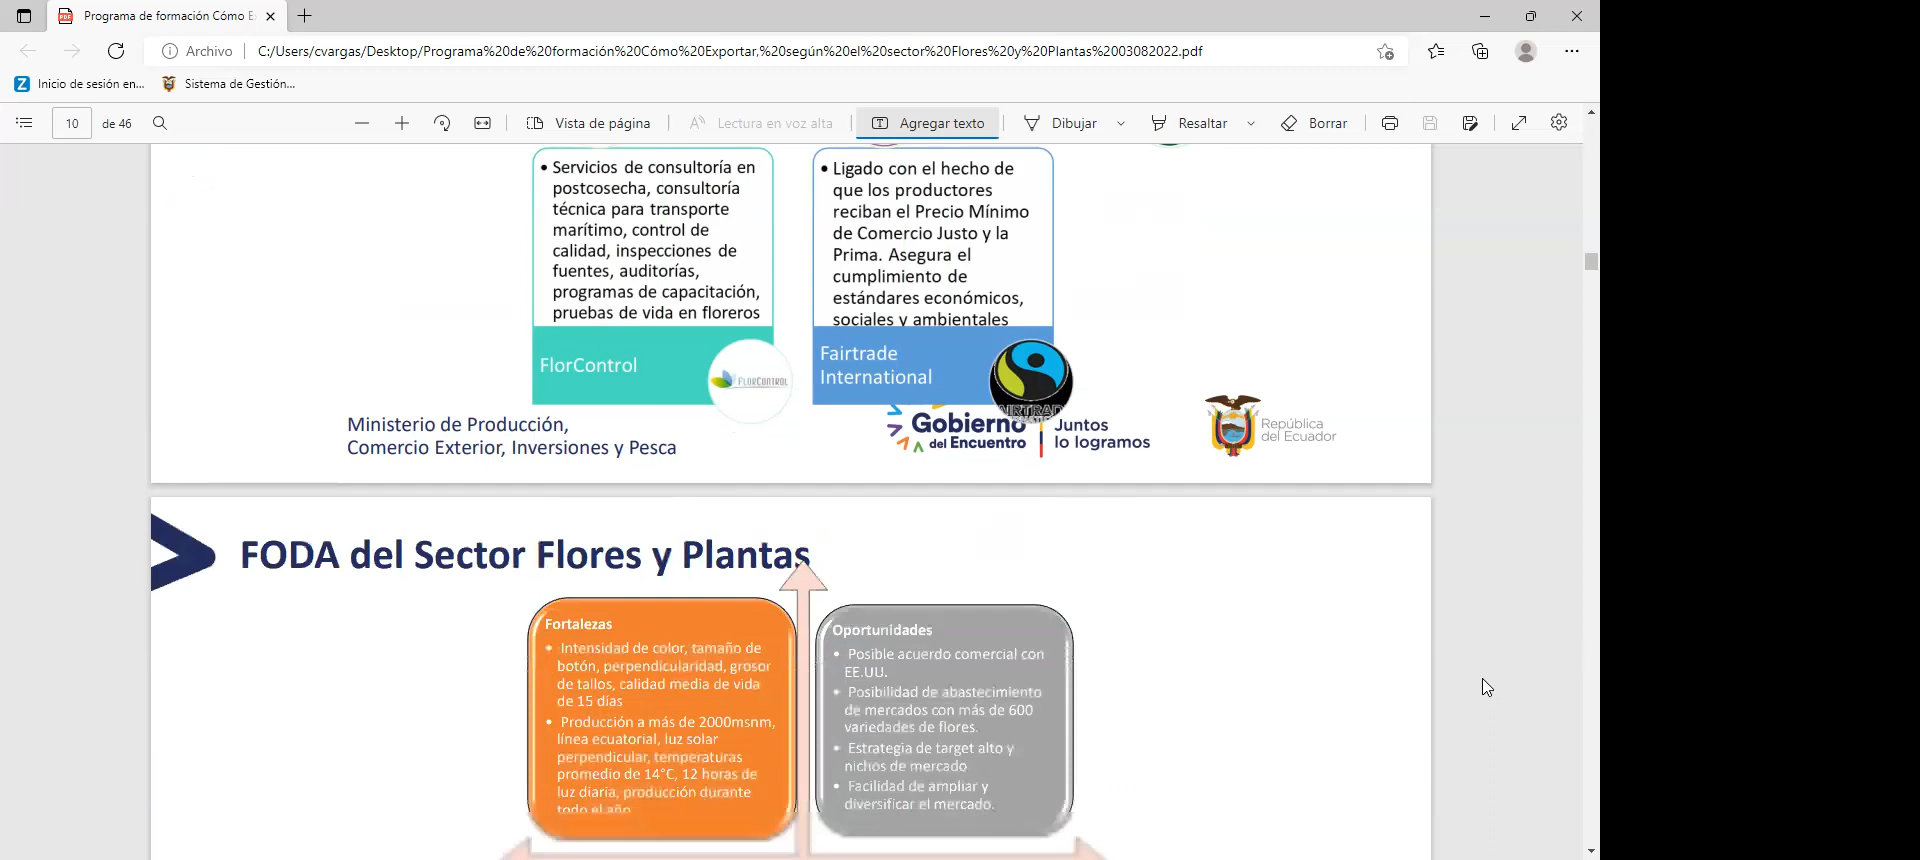 Programa de formación Cómo E
Archivo
C:/Users/cvargas/Desktop/Programa%20de%20formación%20Cómo%20Exportar,%20según%20el%20sector%20Flores%20y%20Plantas%2003082022.pdf
Inicio de sesión en...
Sistema de Gestión...
10
de 46
Vista de página
Lectura en voz alta
Agregar texto
Dibujar
Resaltar
Borrar
• Servicios de consultoría en
postcosecha, consultoría
técnica para transporte
marítimo, control de
calidad, inspecciones de
fuentes, auditorías,
programas de capacitación,
pruebas de vida en floreros
FlorControl
FLORCONTROL
• Ligado con el hecho de
que los productores
reciban el Precio Mínimo
de Comercio Justo y la
Prima. Asegura el
cumplimiento de
estándares económicos,
sociales y ambientales
Fairtrade
International
Ministerio de Producción,
Comercio Exterior, Inversiones y Pesca
Gobierno
del Encuentro
Juntos
lo logramos
República
del Ecuador
FODA del Sector Flores y Plantas
Fortalezas
• Intensidad de color, tamaño de
botón, perpendicularidad, grosor
de tallos, calidad media de vida
de 15 días
• Producción a más de 2000msnm,
línea ecuatorial, luz solar
perpendicular, temperaturas
promedio de 14°C, 12 horas de
luz diaria, producción durante
todo el año
Oportunidades
• Posible acuerdo comercial con
EE.UU.
• Posibilidad de abastecimiento
de mercados con más de 600
variedades de flores.
• Estrategia de target alto y
nichos de mercado
• Facilidad de ampliar y
diversificar el mercado.